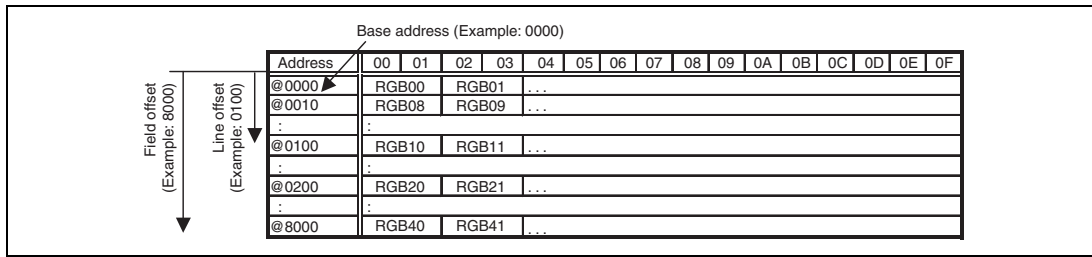 Base address (Example: 0000)
Address 00 01 02 03 04 05 06 07 08 09 0A 0B 0C 0D 0E 0F
@0000 RGB00 RGB01 . . .
@0010 RGB08 RGB09 . . .
: :
@0100 RGB10 RGB11 . . .
: :
@0200 RGB20 RGB21 . . .
: :
@8000 RGB40 RGB41 . . .
Field offset
(Example: 8000)
Line offset
(Example: 0100)